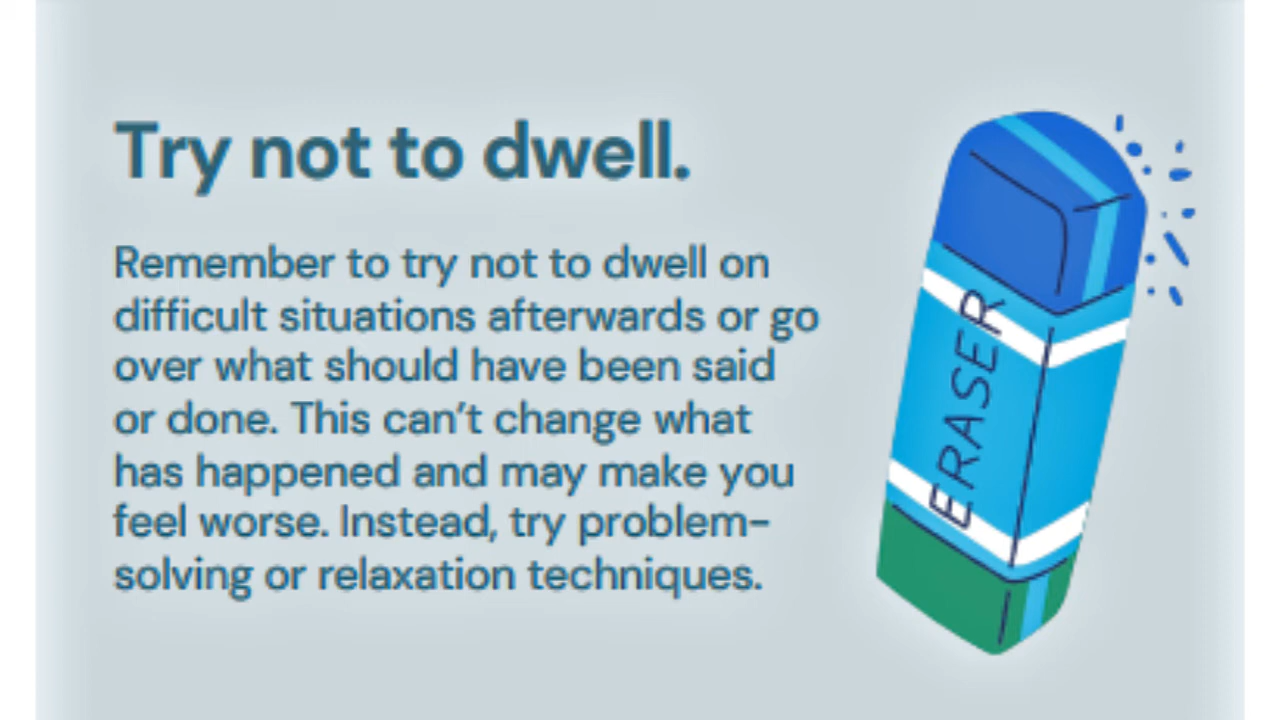 Try not to dwell.
Remember to try not to dwell on
difficult situations afterwards or go
over what should have been said
or done. This can’t change what
has happened and may make you
feel worse. Instead, try problem-
solving or relaxation techniques.
ERASER